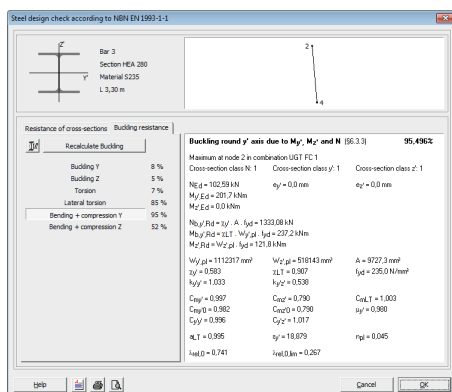 Steel design check according to NBN EN 1993-1-1
Z'
Y'
Bar 3
Section HEA 280
Material S235
L 3,30 m
2
4
Resistance of cross-sections Buckling resistance
Recalculate Buckling
Buckling Y 8 %
Buckling Z 5 %
Torsion 7 %
Lateral torsion 85 %
Bending + compression Y 95 %
Bending + compression Z 52 %
Buckling round y' axis due to My', Mz' and N (§6.3.3) 95,496%
Maximum at node 2 in combination UGT FC 1
Cross-section class N: 1 Cross-section class y': 1 Cross-section class z': 1
NEd = 102,59 kN ey' = 0,0 mm ez' = 0,0 mm
My',Ed = 201,7 kNm
Mz',Ed = 0,0 kNm
Nb,y',Rd = χy' . A . fyd = 1333,08 kN
Mb,y',Rd = χLT . Wy',pl . fyd = 237,2 kNm
Mz',Rd = Wz',pl . fyd = 121,8 kNm
Wy',pl = 1112317 mm³ Wz',pl = 518143 mm³ A = 9727,3 mm²
χy' = 0,583 χLT = 0,907 fyd = 235,0 N/mm²
ky'y' = 1,033 ky'z' = 0,538
Cmy' = 0,997 Cmz' = 0,790 CmLT = 1,003
Cmy'0 = 0,982 Cmz'0 = 0,790 μy' = 0,980
Cy'y' = 0,996 Cy'z' = 1,017
aLT = 0,995 εy' = 18,879 npl = 0,045
λrel,0 = 0,741 λrel,0,lim = 0,267
Help Cancel OK